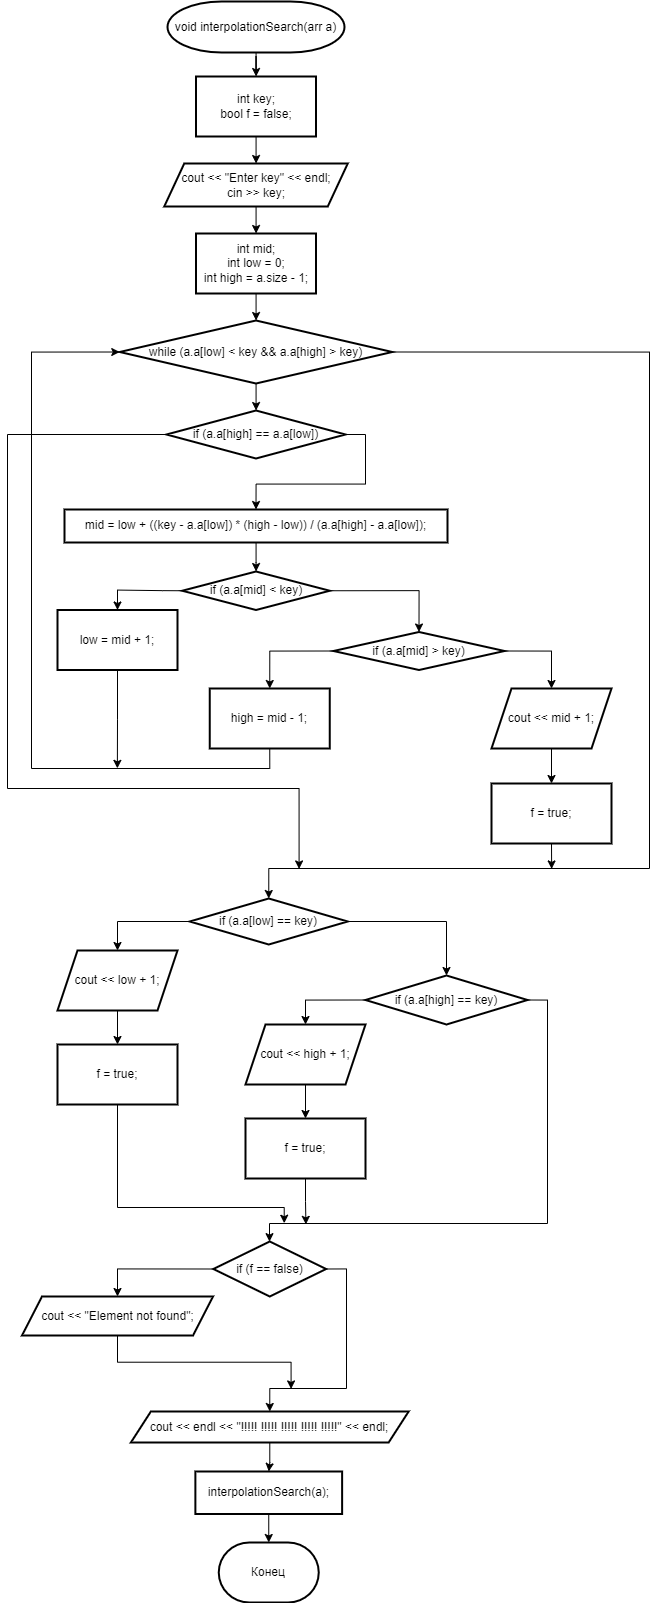 void interpolationSearch(arr a)
int key;
bool f = false;
cout << "Enter key" << endl;
cin >> key;
int mid;
int low = 0;
int high = a.size - 1;
while (a.a[low] < key && a.a[high] > key)
if (a.a[high] == a.a[low])
mid = low + ((key - a.a[low]) * (high - low)) / (a.a[high] - a.a[low]);
if (a.a[mid] < key)
low = mid + 1;
if (a.a[mid] > key)
high = mid - 1;
cout << mid + 1;
f = true;
if (a.a[low] == key)
cout << low + 1;
if (a.a[high] == key)
cout << high + 1;
f = true;
f = true;
if (f == false)
cout << "Element not found";
cout << endl << "!!!!! !!!!! !!!!! !!!!! !!!!!" << endl;
interpolationSearch(a);
Конец